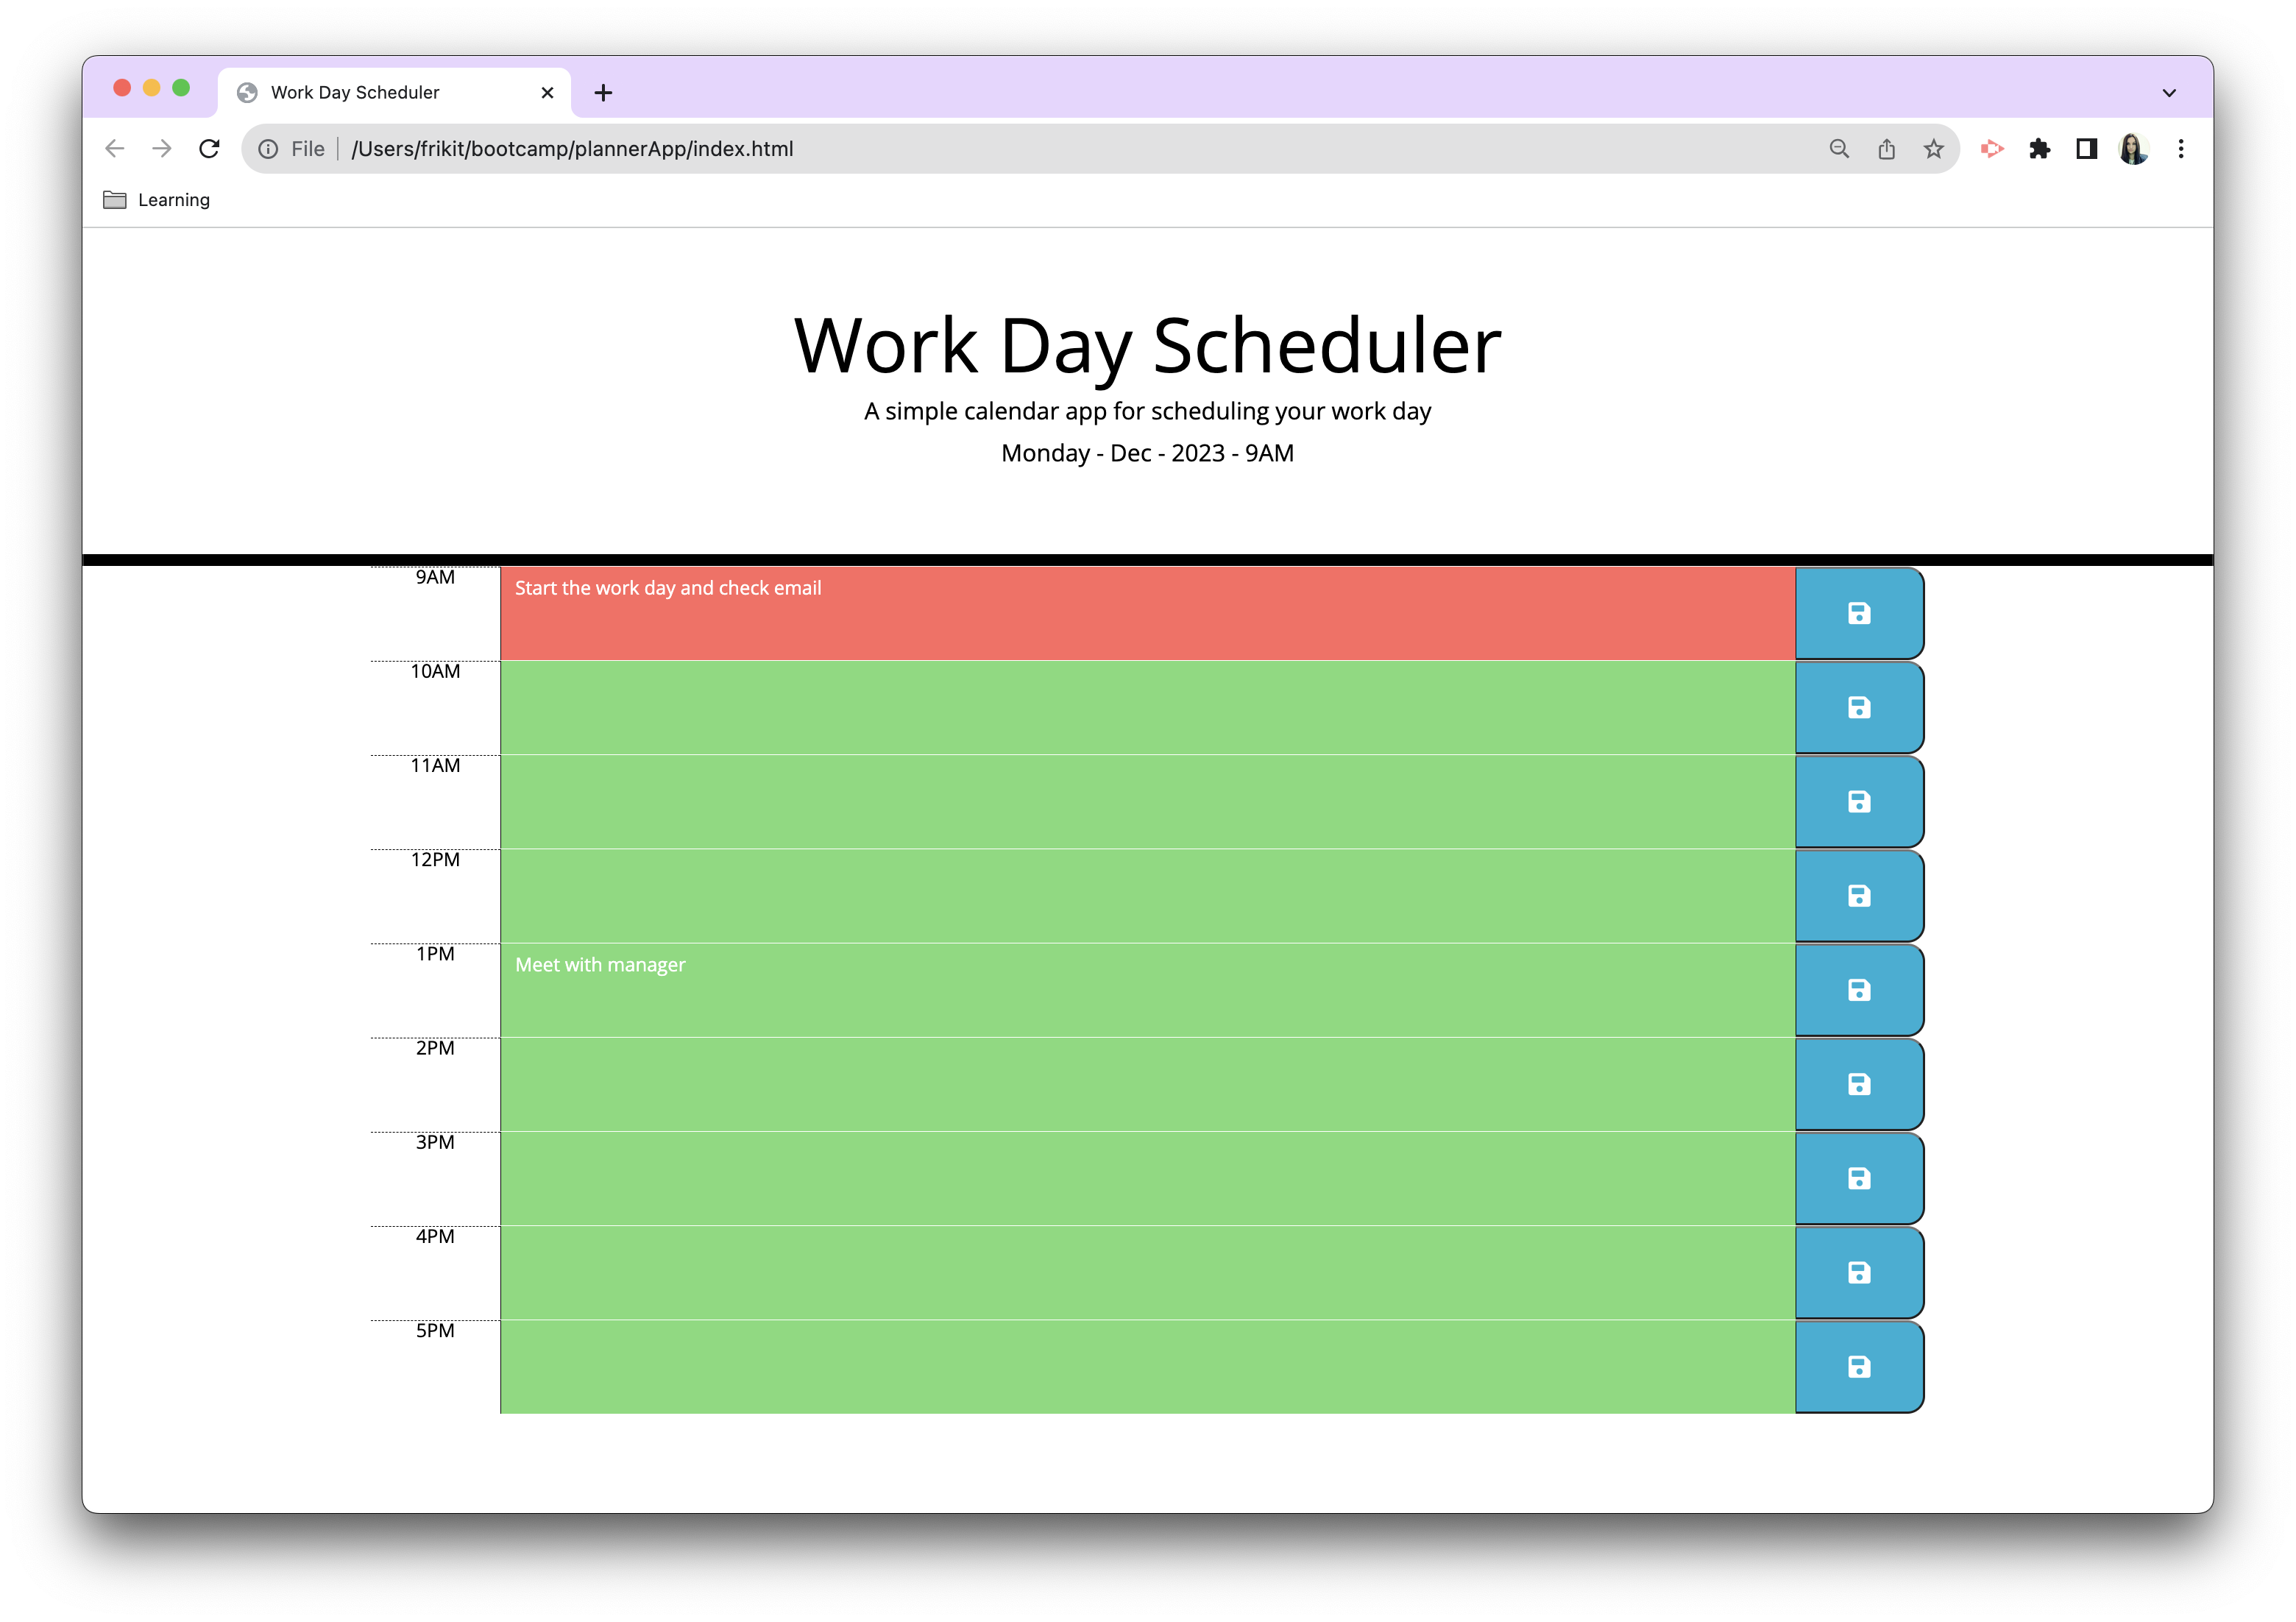 Work Day Scheduler
File
/Users/frikit/bootcamp/plannerApp/index.html
Learning
Work Day Scheduler
A simple calendar app for scheduling your work day
Monday - Dec - 2023 - 9AM
9AM
Start the work day and check email
10AM
11AM
12PM
1PM
Meet with manager
2PM
3PM
4PM
5PM